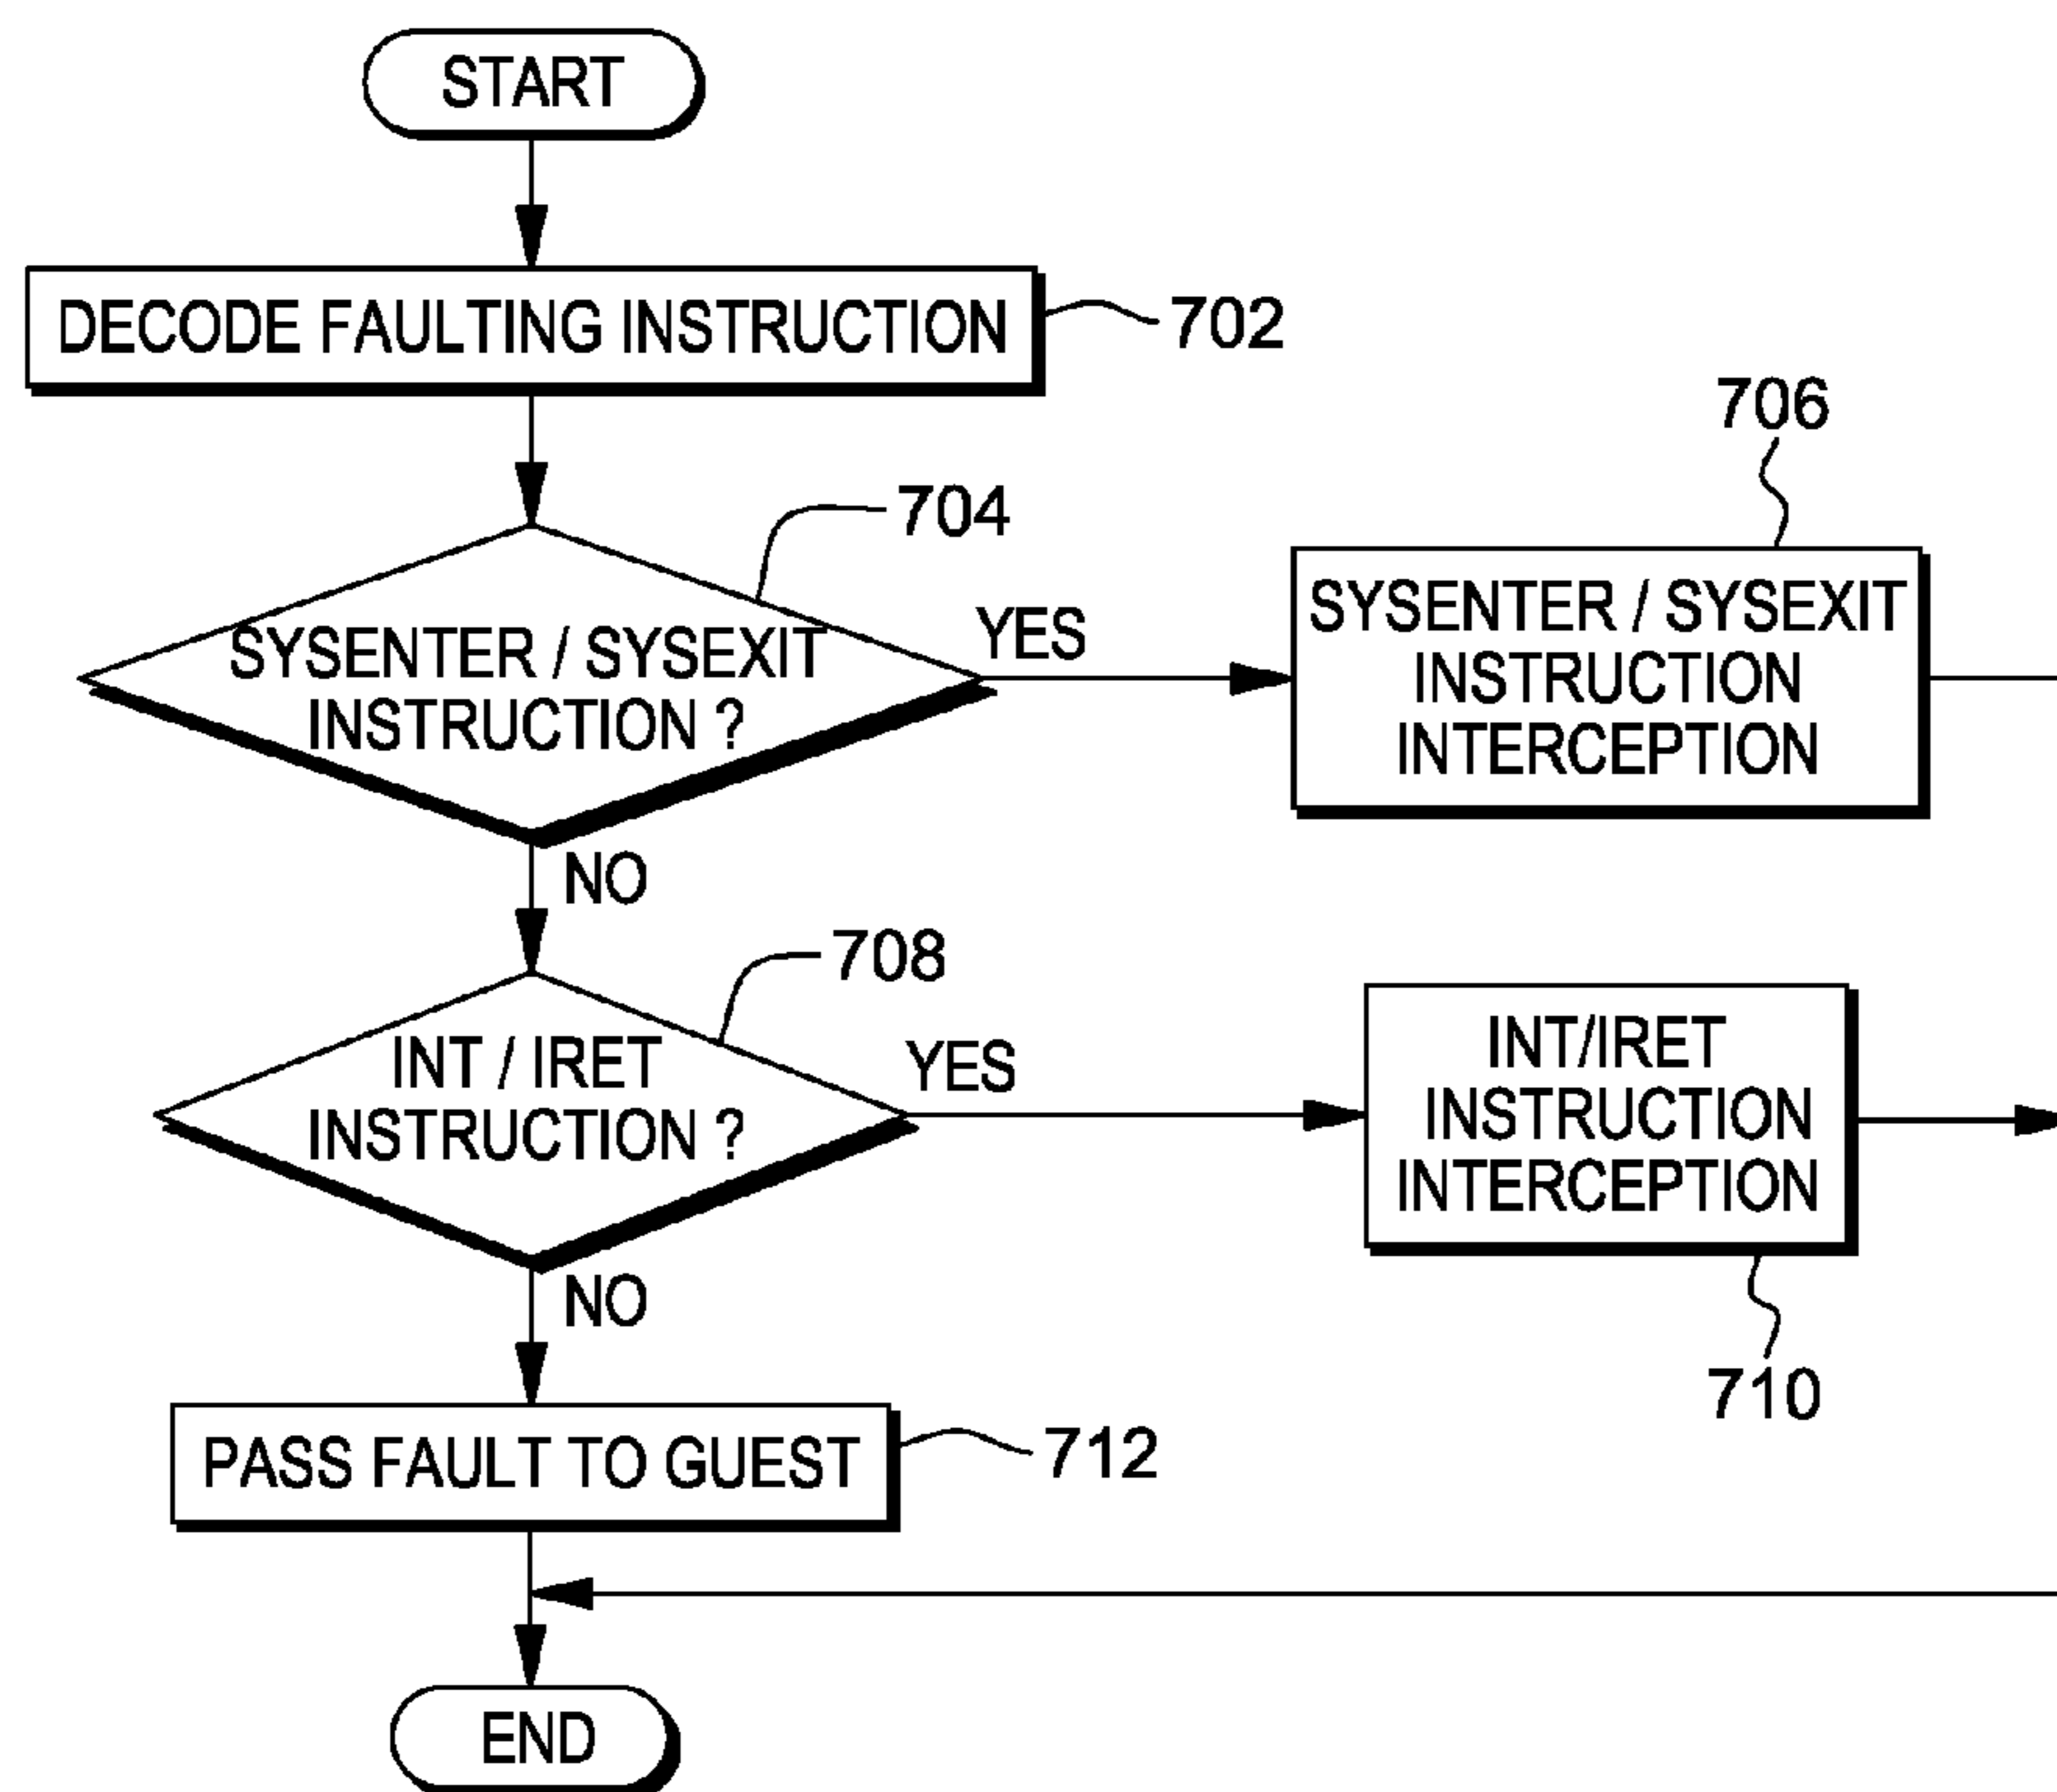 START
DECODE FAULTING INSTRUCTION
702
704
SYSENTER / SYSEXIT
INSTRUCTION ?
YES
706
SYSENTER / SYSEXIT
INSTRUCTION
INTERCEPTION
NO
708
INT / IRET
INSTRUCTION ?
YES
INT/IRET
INSTRUCTION
INTERCEPTION
710
NO
PASS FAULT TO GUEST
712
END